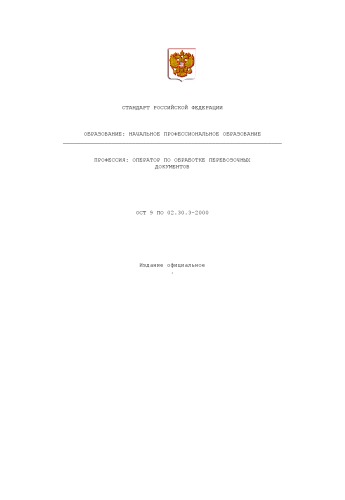 СТАНДАРТ РОССИЙСКОЙ ФЕДЕРАЦИИ
ОБРАЗОВАНИЕ: НАЧАЛЬНОЕ ПРОФЕССИОНАЛЬНОЕ ОБРАЗОВАНИЕ
ПРОФЕССИЯ: ОПЕРАТОР ПО ОБРАБОТКЕ ПЕРЕВОЗОЧНЫХ
ДОКУМЕНТОВ
ОСТ 9 ПО 02.30.3-2000
Издание официальное
.